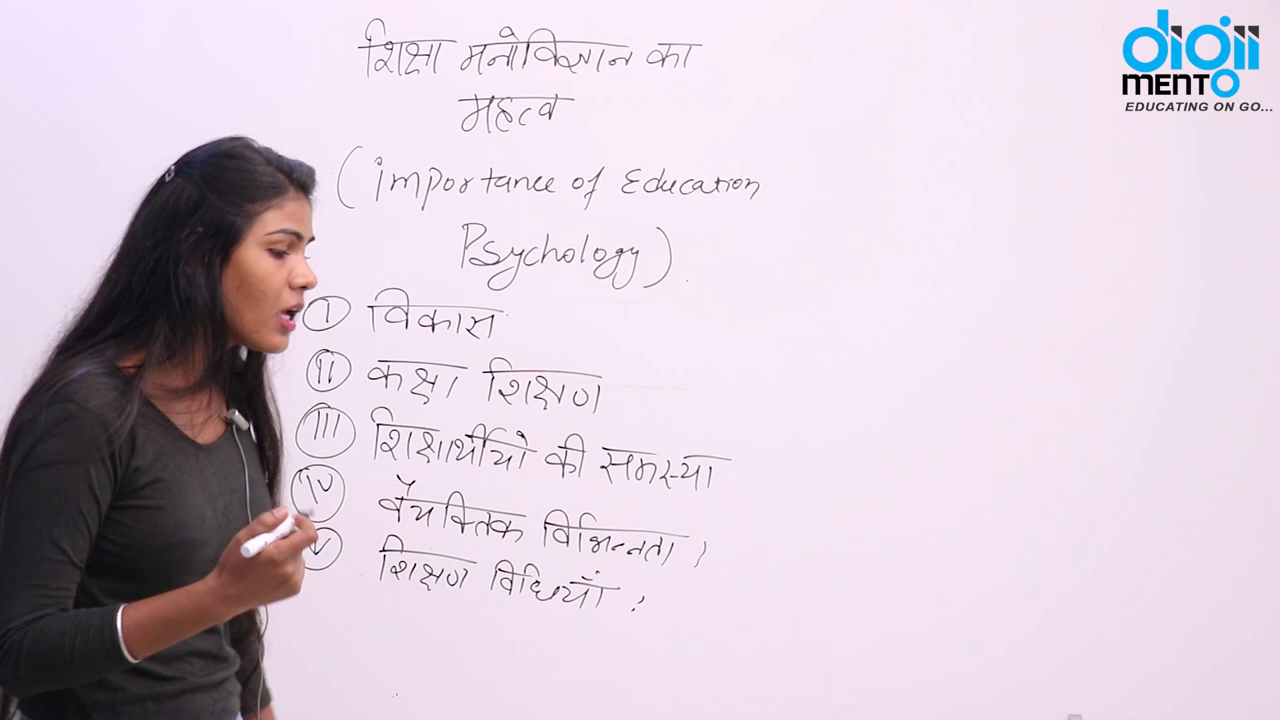 शिक्षा मनोविज्ञान का
महत्व
(importance of Education
Psychology)
I विकास
II कक्षा शिक्षण
III शिक्षार्थीयो की समस्या
IV वैयक्तिक विभिन्नता।
V शिक्षण विधियाँ।
digii
MENTO
EDUCATING ON GO...